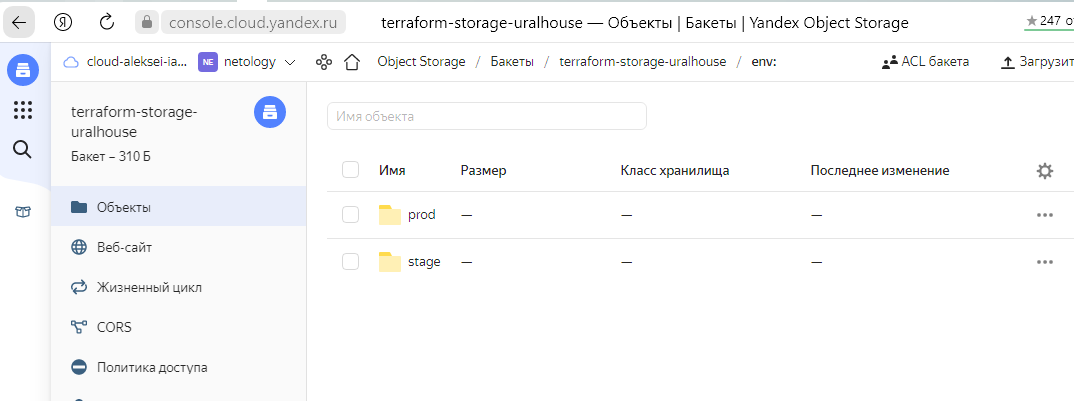 console.cloud.yandex.ru terraform-storage-uralhouse — Объекты | Бакеты | Yandex Object Storage ★247
cloud-aleksei-ia... NE netology Object Storage / Бакеты / terraform-storage-uralhouse / env: ACL бакета Загрузит
terraform-storage-
uralhouse
Бакет – 310 Б
Объекты
Веб-сайт
Жизненный цикл
CORS
Политика доступа
Имя объекта
Имя Размер Класс хранилища Последнее изменение
prod — — —
stage — — —